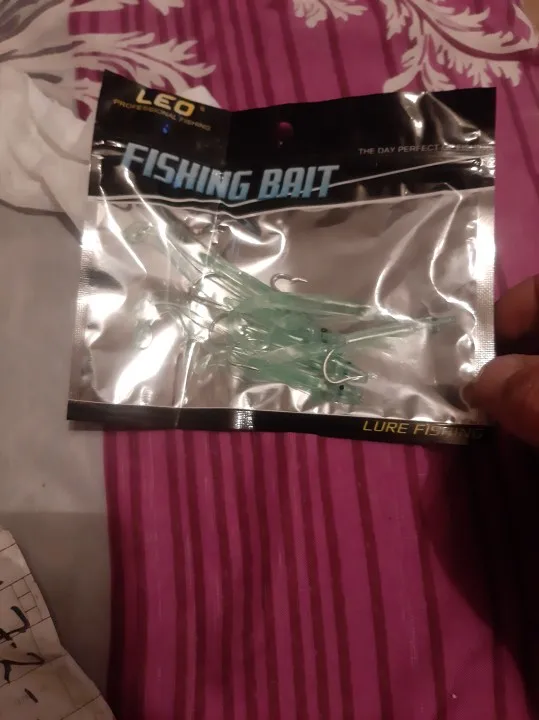 LEO
PROFESSIONAL FISHING
FISHING BAIT
THE DAY PERFECT
LURE FISHING